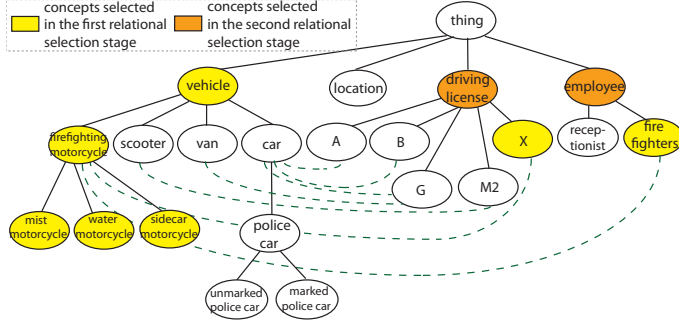 concepts selected
in the first relational
selection stage
concepts selected
in the second relational
selection stage
thing
vehicle
location
driving
license
employee
firefighting
motorcycle
scooter
van
car
A
B
X
recep-
tionist
fire
fighters
G
M2
mist
motorcycle
water
motorcycle
sidecar
motorcycle
police
car
unmarked
police car
marked
police car